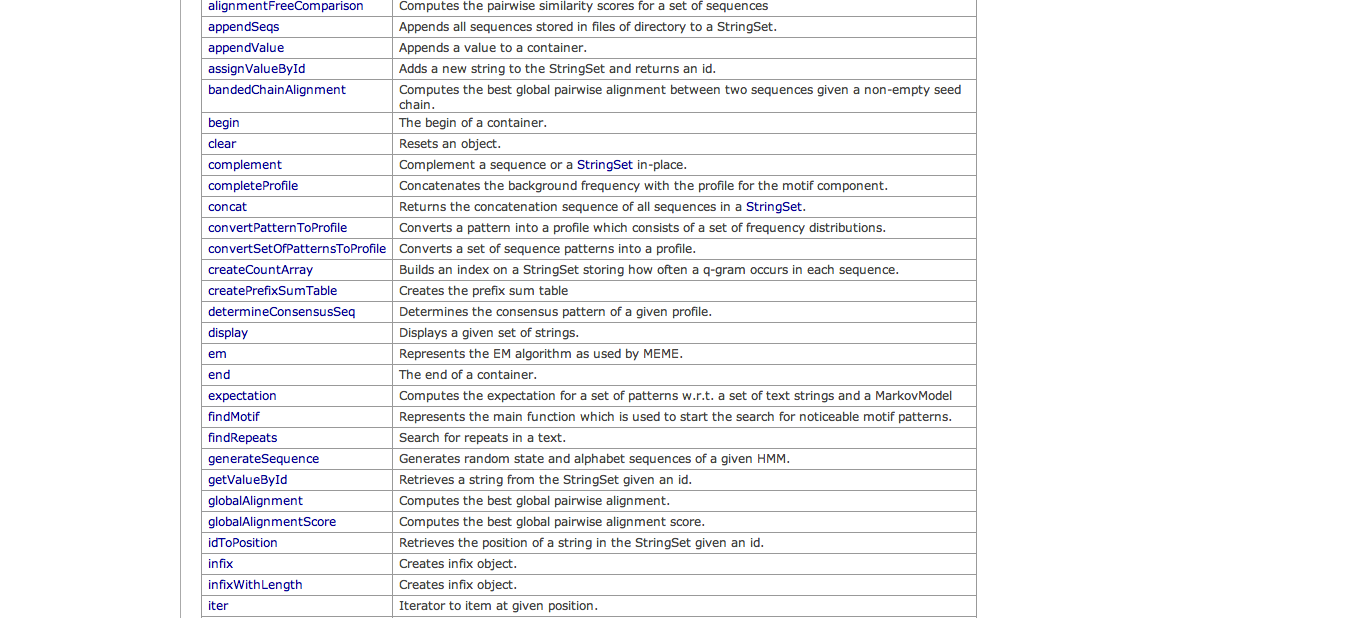 alignmentFreeComparison Computes the pairwise similarity scores for a set of sequences
appendSeqs Appends all sequences stored in files of directory to a StringSet.
appendValue Appends a value to a container.
assignValueById Adds a new string to the StringSet and returns an id.
bandedChainAlignment Computes the best global pairwise alignment between two sequences given a non-empty seed
chain.
begin The begin of a container.
clear Resets an object.
complement Complement a sequence or a StringSet in-place.
completeProfile Concatenates the background frequency with the profile for the motif component.
concat Returns the concatenation sequence of all sequences in a StringSet.
convertPatternToProfile Converts a pattern into a profile which consists of a set of frequency distributions.
convertSetOfPatternsToProfile Converts a set of sequence patterns into a profile.
createCountArray Builds an index on a StringSet storing how often a q-gram occurs in each sequence.
createPrefixSumTable Creates the prefix sum table
determineConsensusSeq Determines the consensus pattern of a given profile.
display Displays a given set of strings.
em Represents the EM algorithm as used by MEME.
end The end of a container.
expectation Computes the expectation for a set of patterns w.r.t. a set of text strings and a MarkovModel
findMotif Represents the main function which is used to start the search for noticeable motif patterns.
findRepeats Search for repeats in a text.
generateSequence Generates random state and alphabet sequences of a given HMM.
getValueById Retrieves a string from the StringSet given an id.
globalAlignment Computes the best global pairwise alignment.
globalAlignmentScore Computes the best global pairwise alignment score.
idToPosition Retrieves the position of a string in the StringSet given an id.
infix Creates infix object.
infixWithLength Creates infix object.
iter Iterator to item at given position.